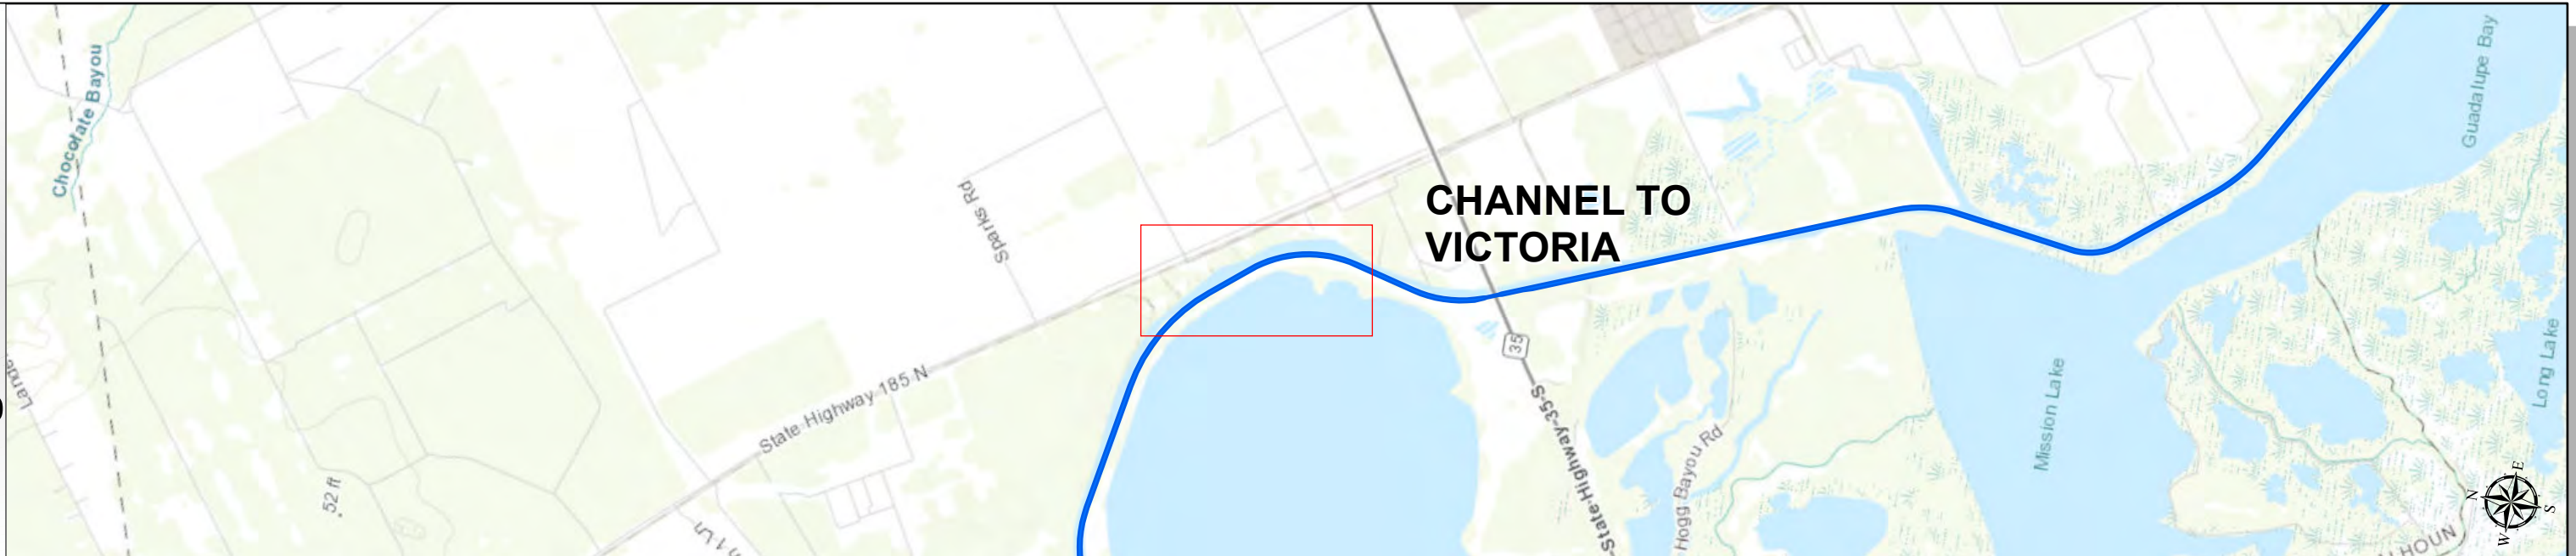 Chocolate Bayou
Guadalupe Bay
Sparks Rd
CHANNEL TO
VICTORIA
35
State Highway 185 N
State-Highway-35-S
Hogg Bayou Rd
Mission Lake
Long Lake
52 ft
N
E
S
W